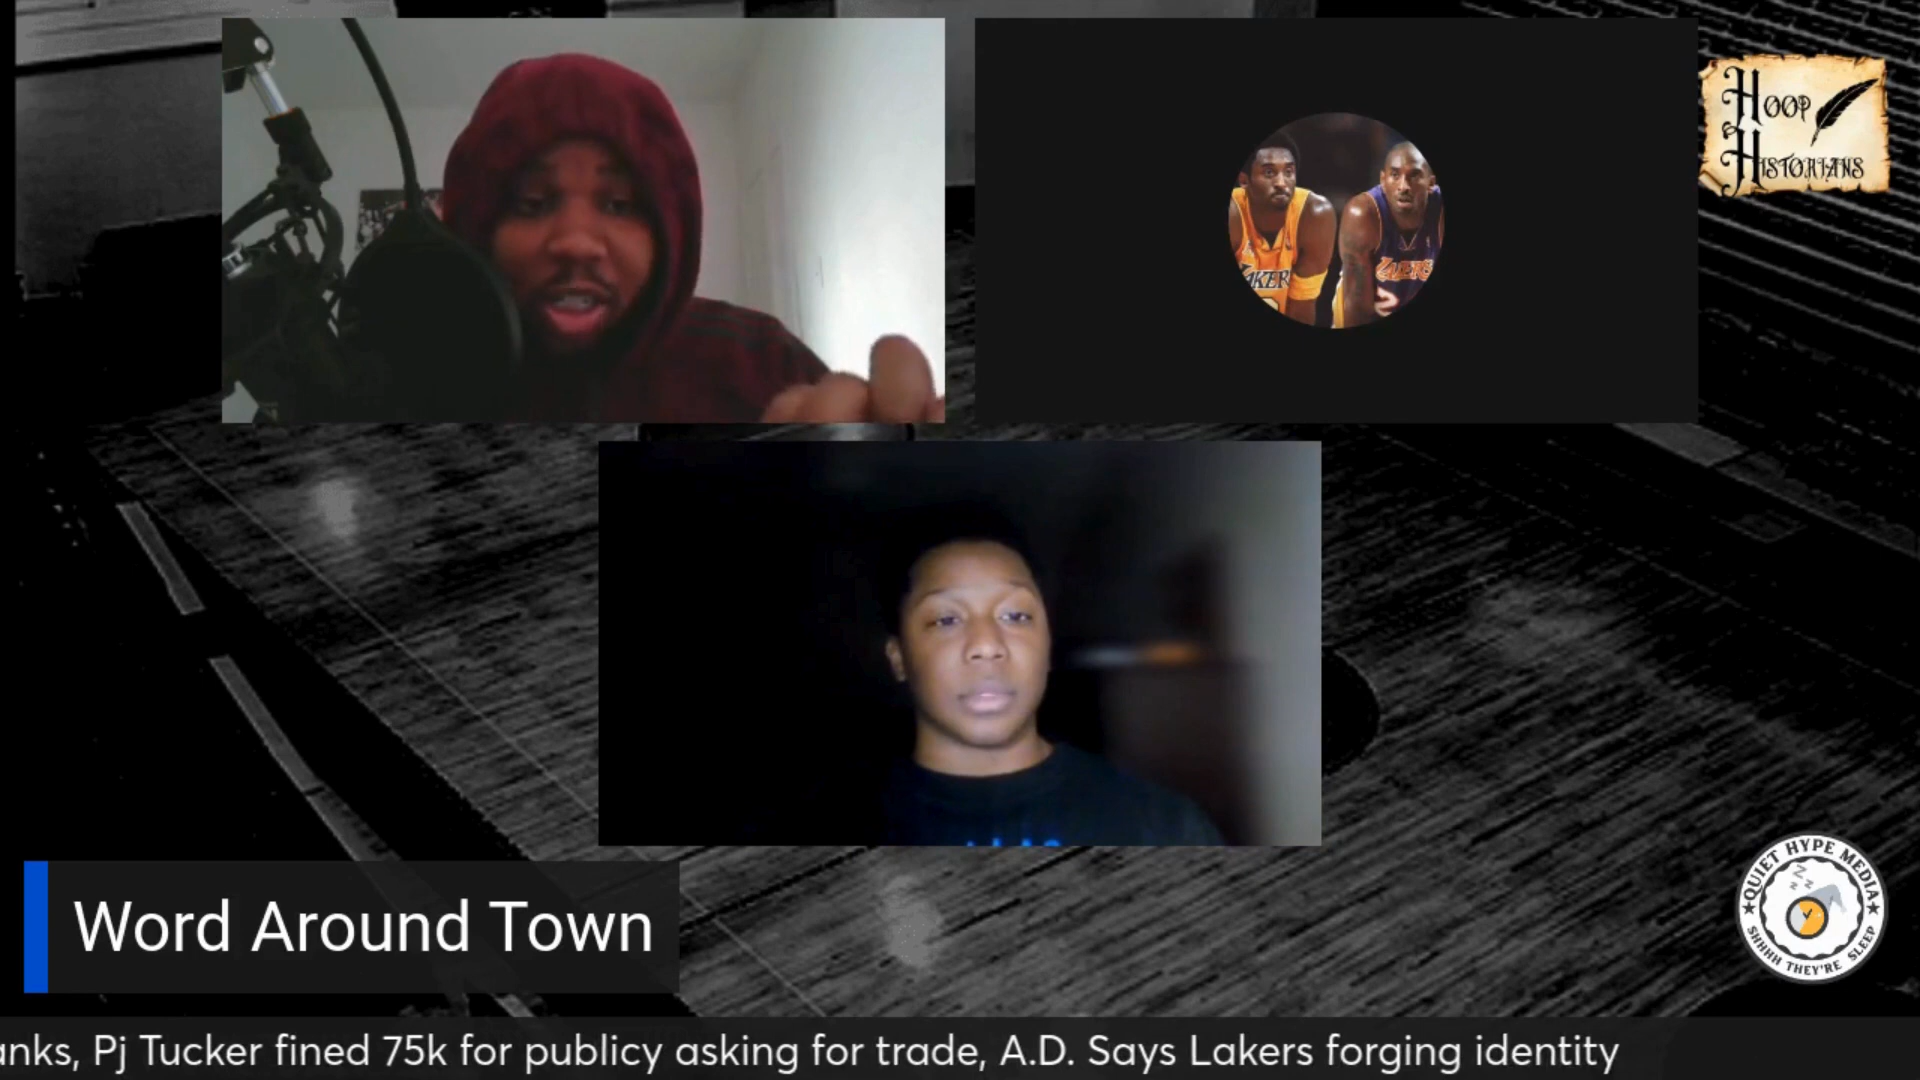 HOOP
HISTORIANS
LAKERS
QUIET HYPE MEDIA
SHHHH THEY'RE SLEEP
Word Around Town
anks, Pj Tucker fined 75k for publicy asking for trade, A.D. Says Lakers forging identity